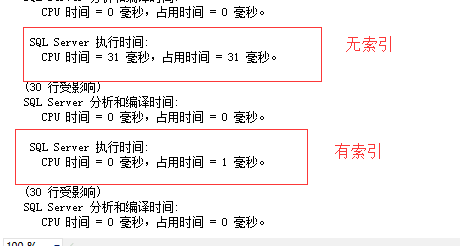 CPU 时间 = 0 毫秒，占用时间 = 0 毫秒。
SQL Server 执行时间:
CPU 时间 = 31 毫秒，占用时间 = 31 毫秒。
无索引
(30 行受影响)
SQL Server 分析和编译时间:
CPU 时间 = 0 毫秒，占用时间 = 0 毫秒。
SQL Server 执行时间:
CPU 时间 = 0 毫秒，占用时间 = 1 毫秒。
有索引
(30 行受影响)
SQL Server 分析和编译时间:
CPU 时间 = 0 毫秒，占用时间 = 0 毫秒。
100 %